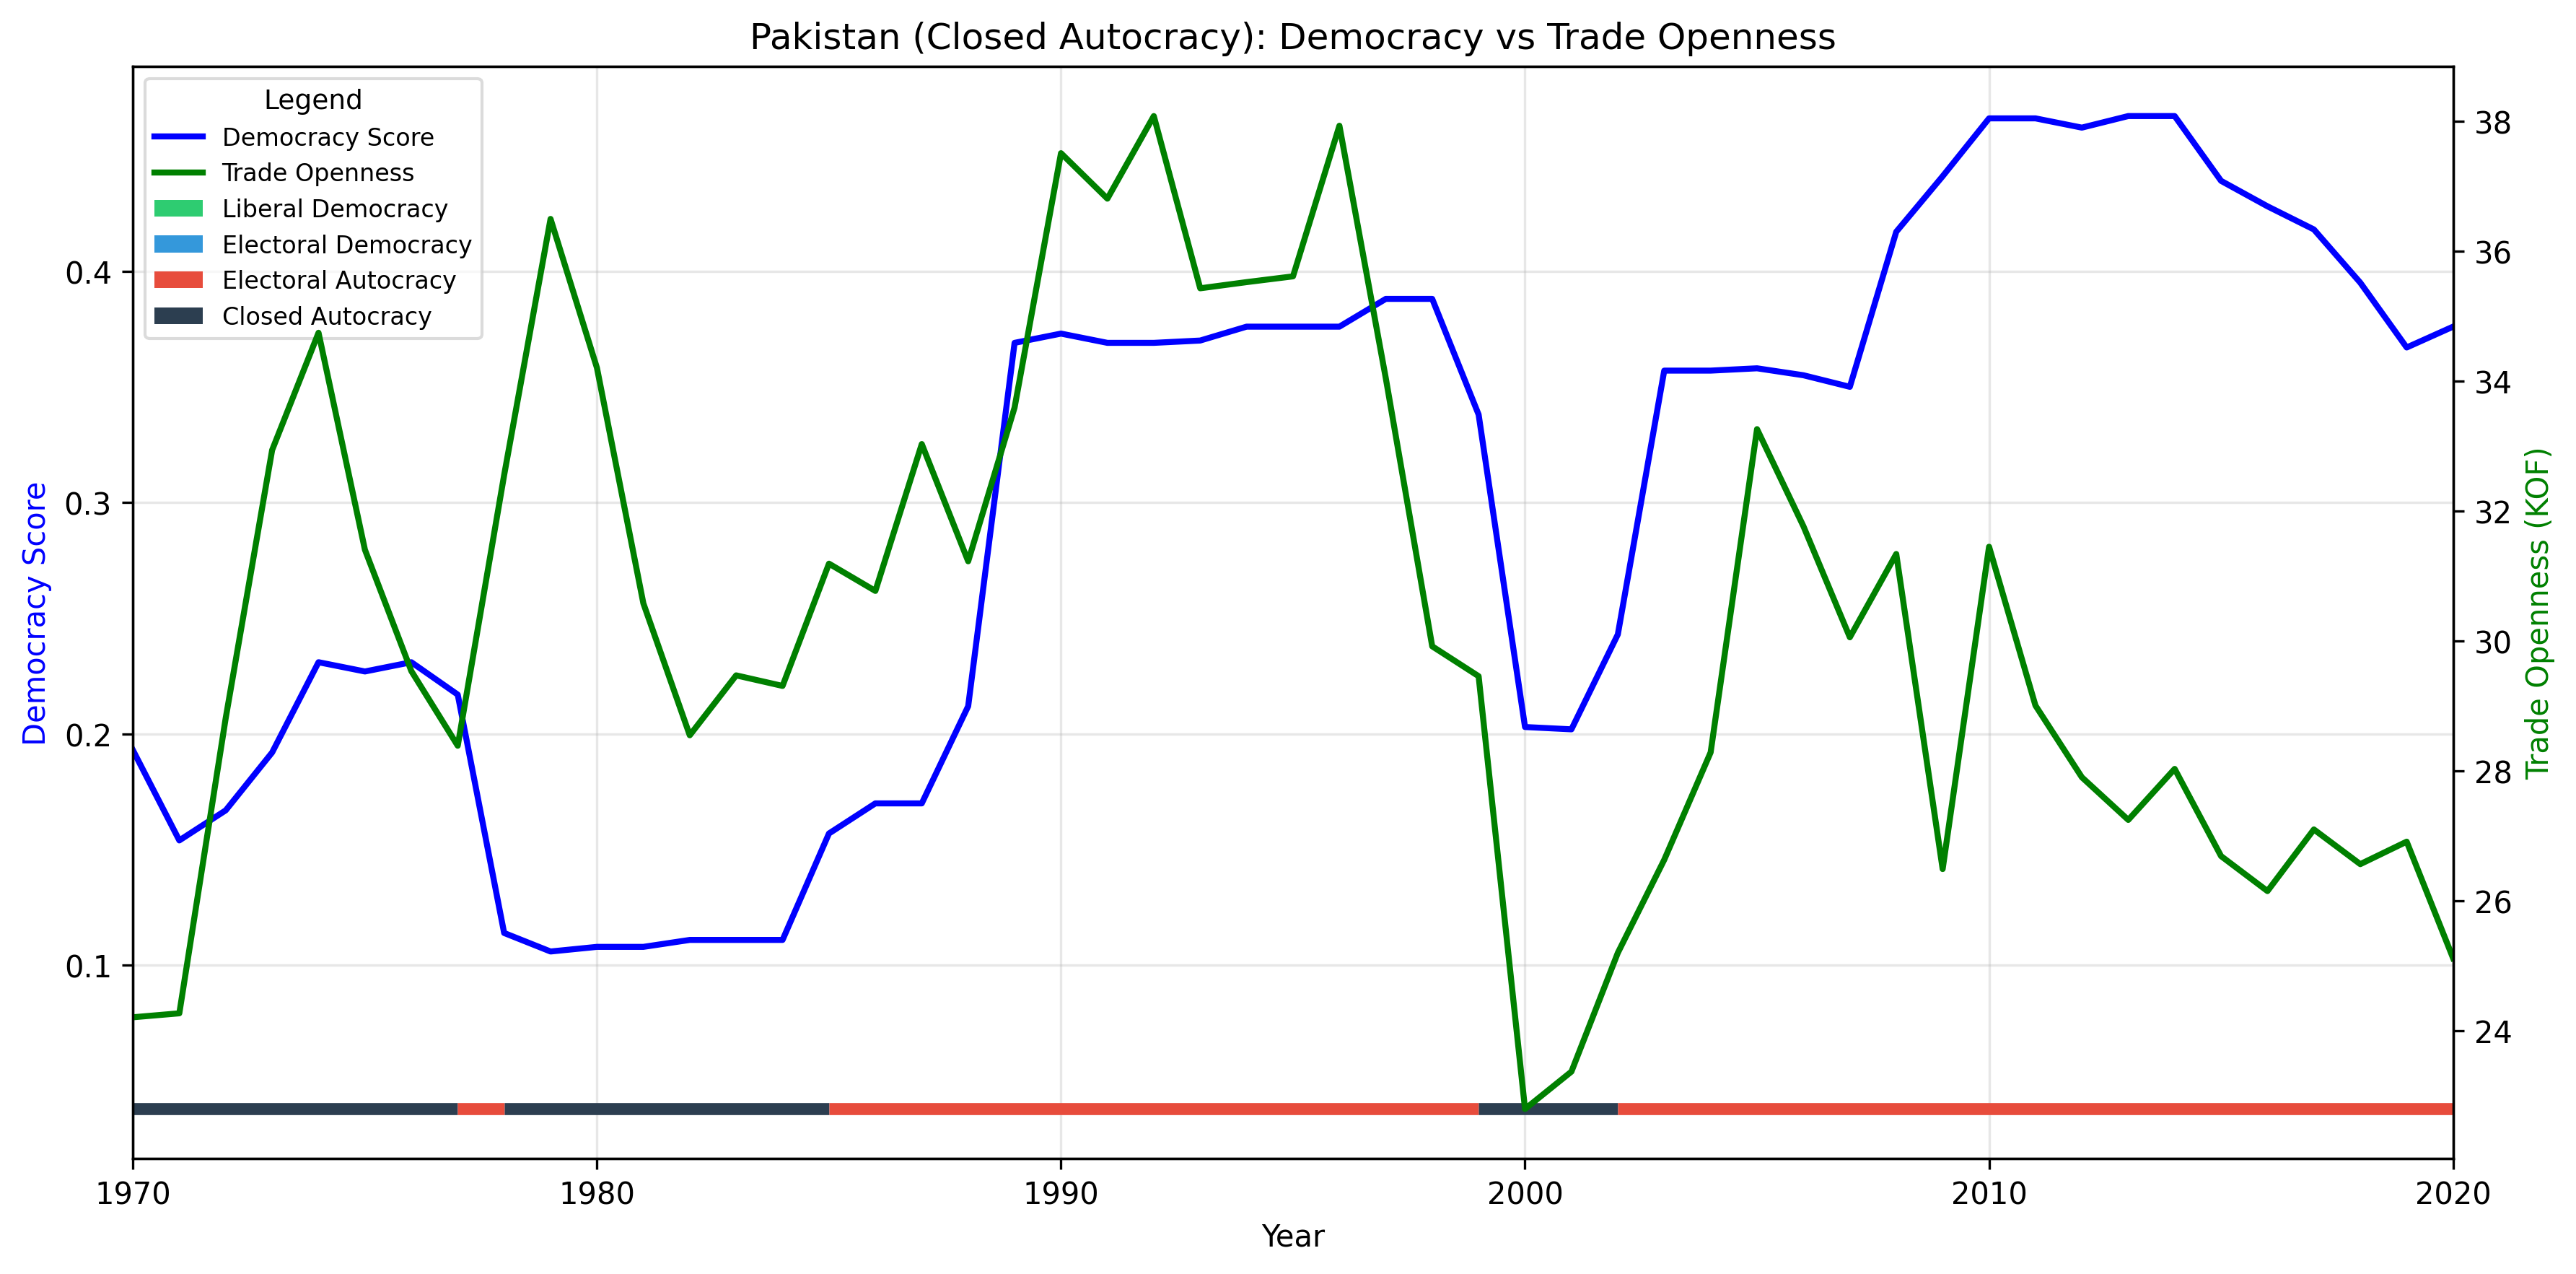 Pakistan (Closed Autocracy): Democracy vs Trade Openness
Legend
Democracy Score
Trade Openness
Liberal Democracy
Electoral Democracy
Electoral Autocracy
Closed Autocracy
Democracy Score
0.4
0.3
0.2
0.1
38
36
34
32
30
28
26
24
Trade Openness (KOF)
1970
1980
1990
2000
2010
2020
Year